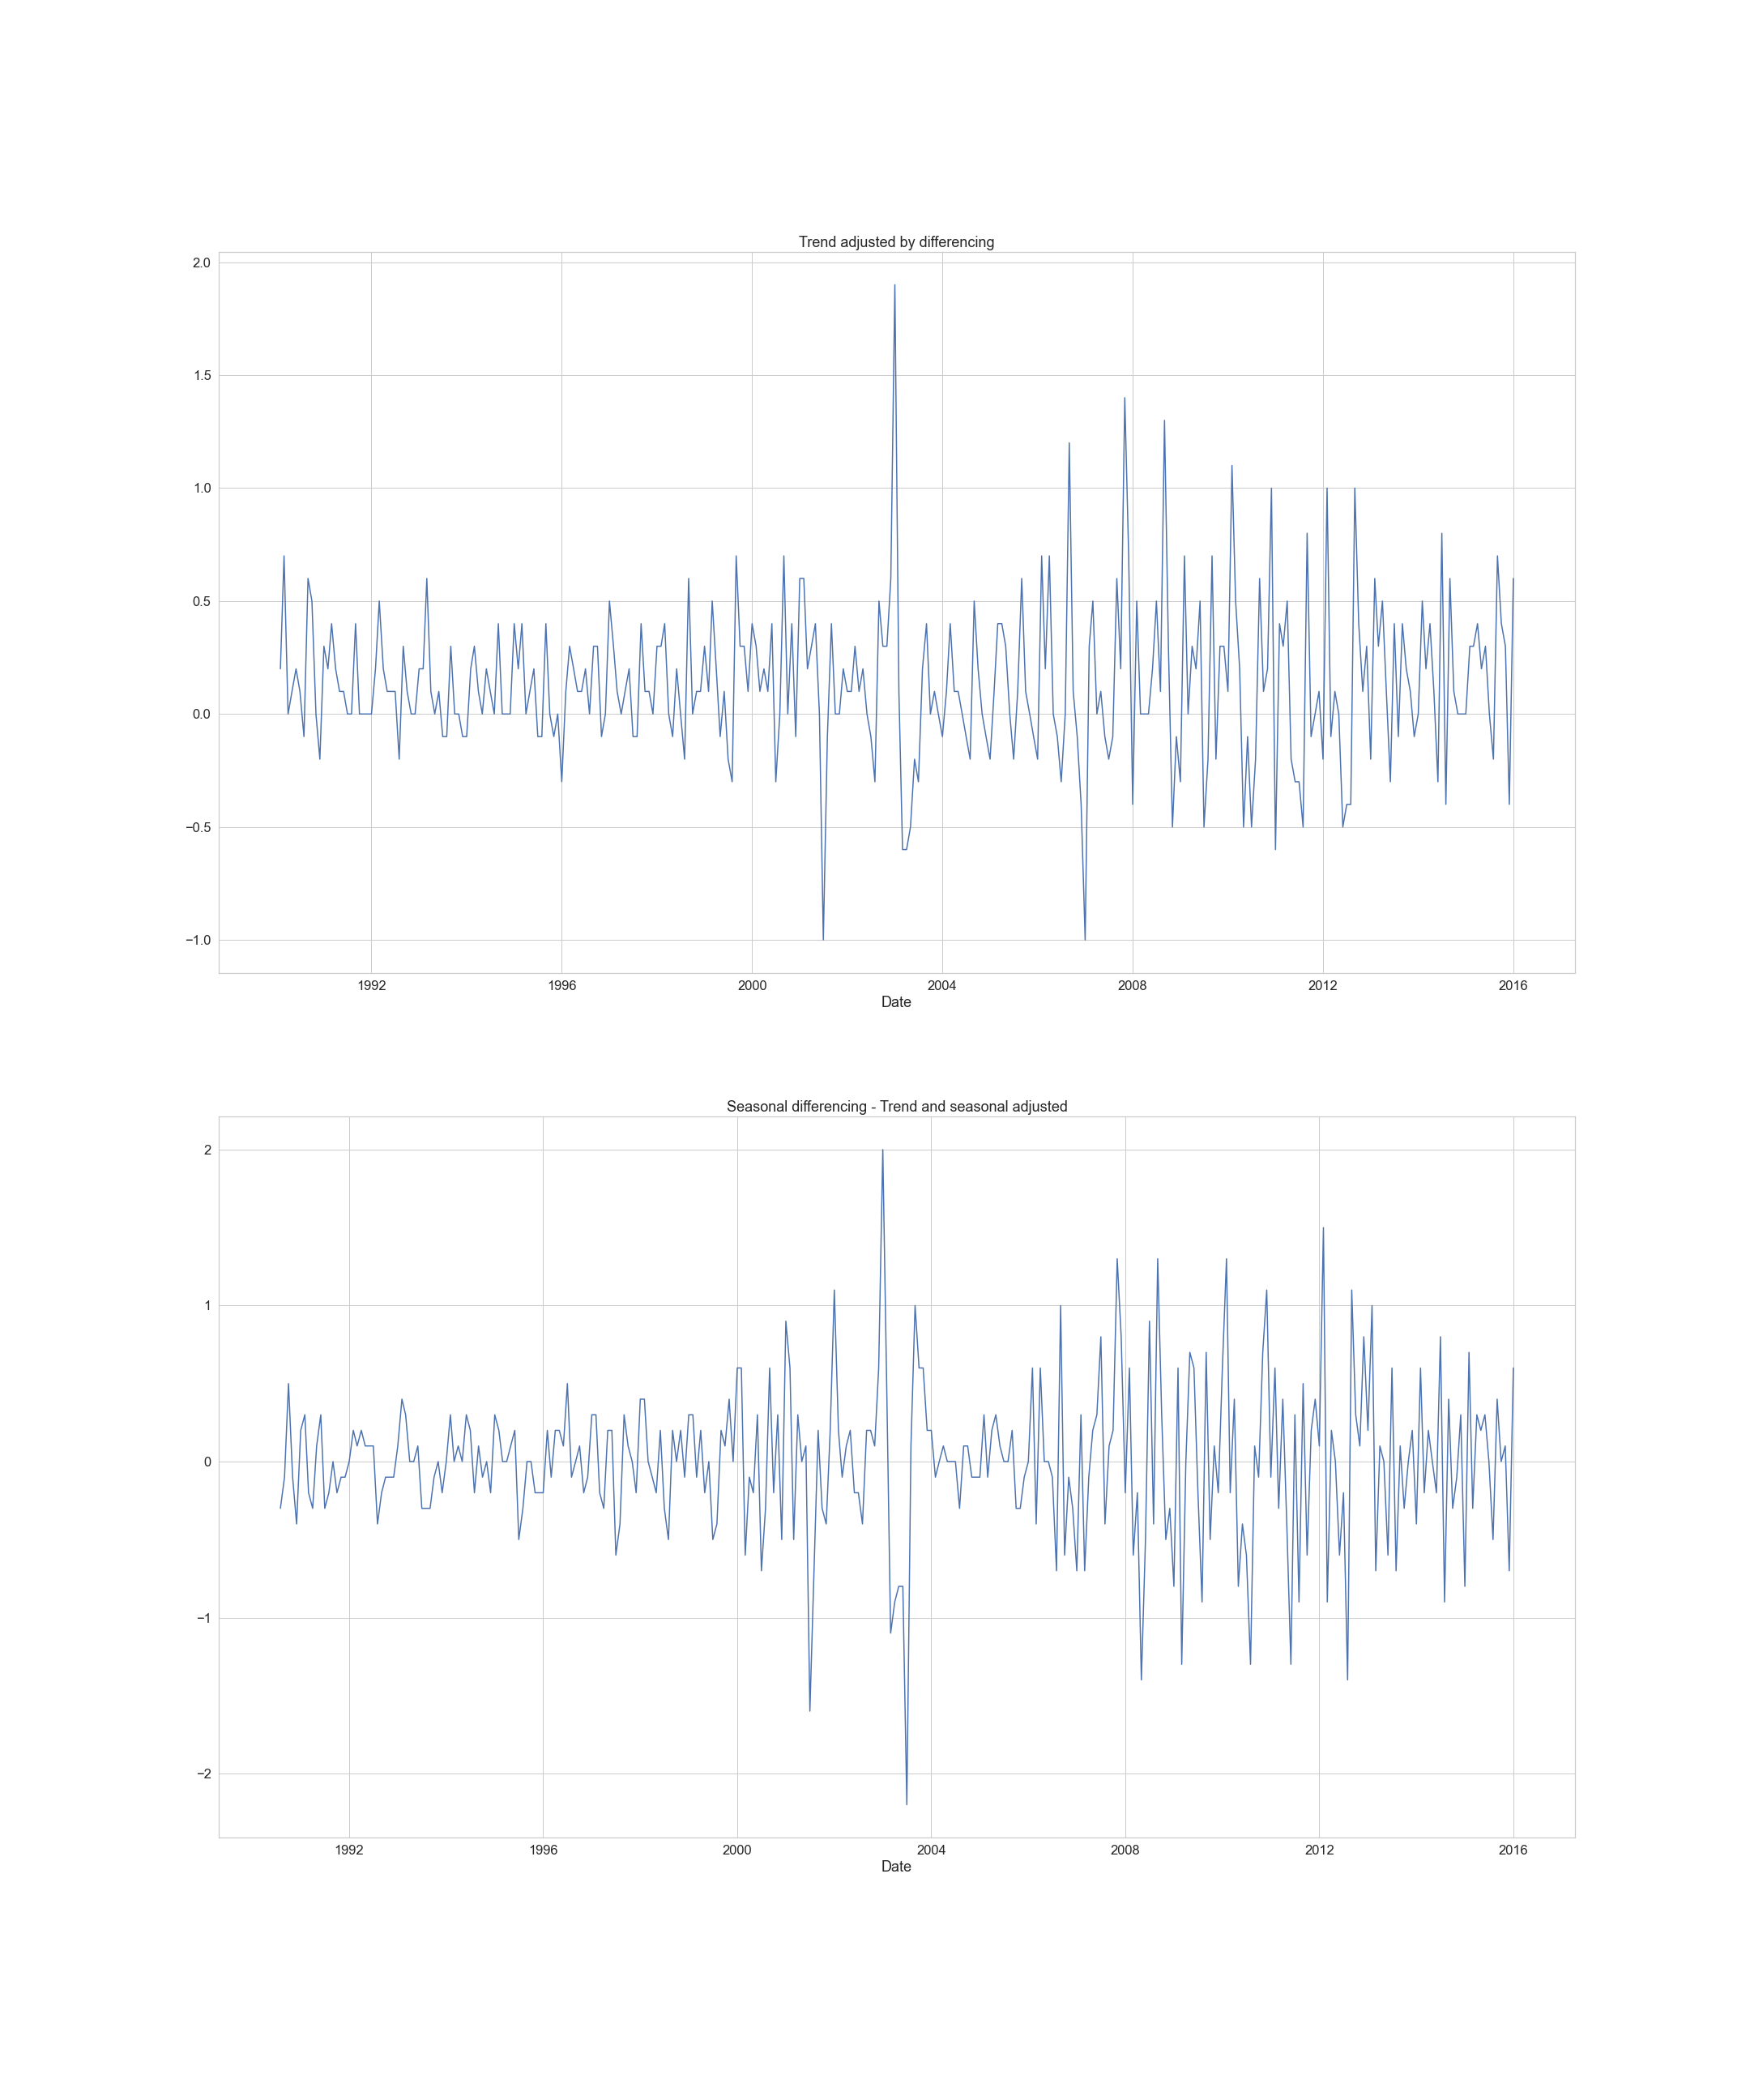 Trend adjusted by differencing
2.0
1.5
1.0
0.5
0.0
−0.5
−1.0
1992 1996 2000 2004 2008 2012 2016
Date
Seasonal differencing - Trend and seasonal adjusted
2
1
0
−1
−2
1992 1996 2000 2004 2008 2012 2016
Date